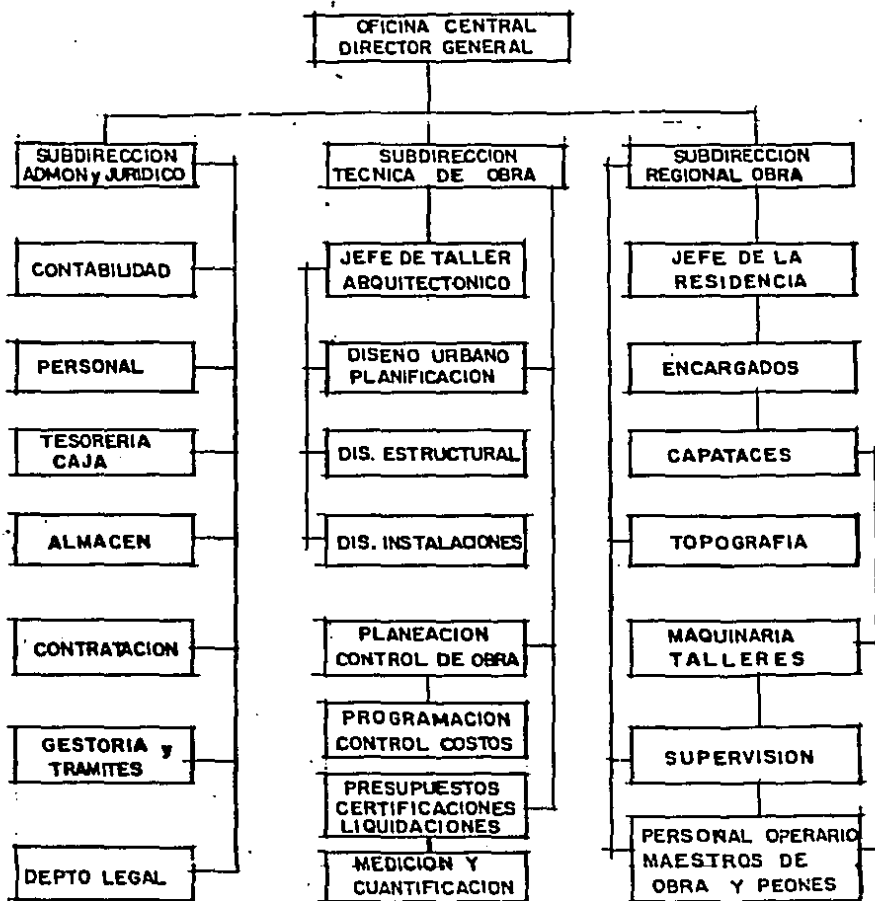 OFICINA CENTRAL
DIRECTOR GENERAL
SUBDIRECCION
ADMON y JURIDICO
CONTABILIDAD
PERSONAL
TESORERIA
CAJA
ALMACEN
CONTRATACION
GESTORIA y
TRAMITES
DEPTO LEGAL
SUBDIRECCION
TECNICA DE OBRA
JEFE DE TALLER
ARQUITECTONICO
DISENO URBANO
PLANIFICACION
DIS. ESTRUCTURAL
DIS. INSTALACIONES
PLANEACION
CONTROL DE OBRA
PROGRAMACION
CONTROL COSTOS
PRESUPUESTOS
CERTIFICACIONES
LIQUIDACIONES
MEDICION Y
CUANTIFICACION
SUBDIRECCION
REGIONAL OBRA
JEFE DE LA
RESIDENCIA
ENCARGADOS
CAPATACES
TOPOGRAFIA
MAQUINARIA
TALLERES
SUPERVISION
PERSONAL OPERARIO
MAESTROS DE
OBRA Y PEONES